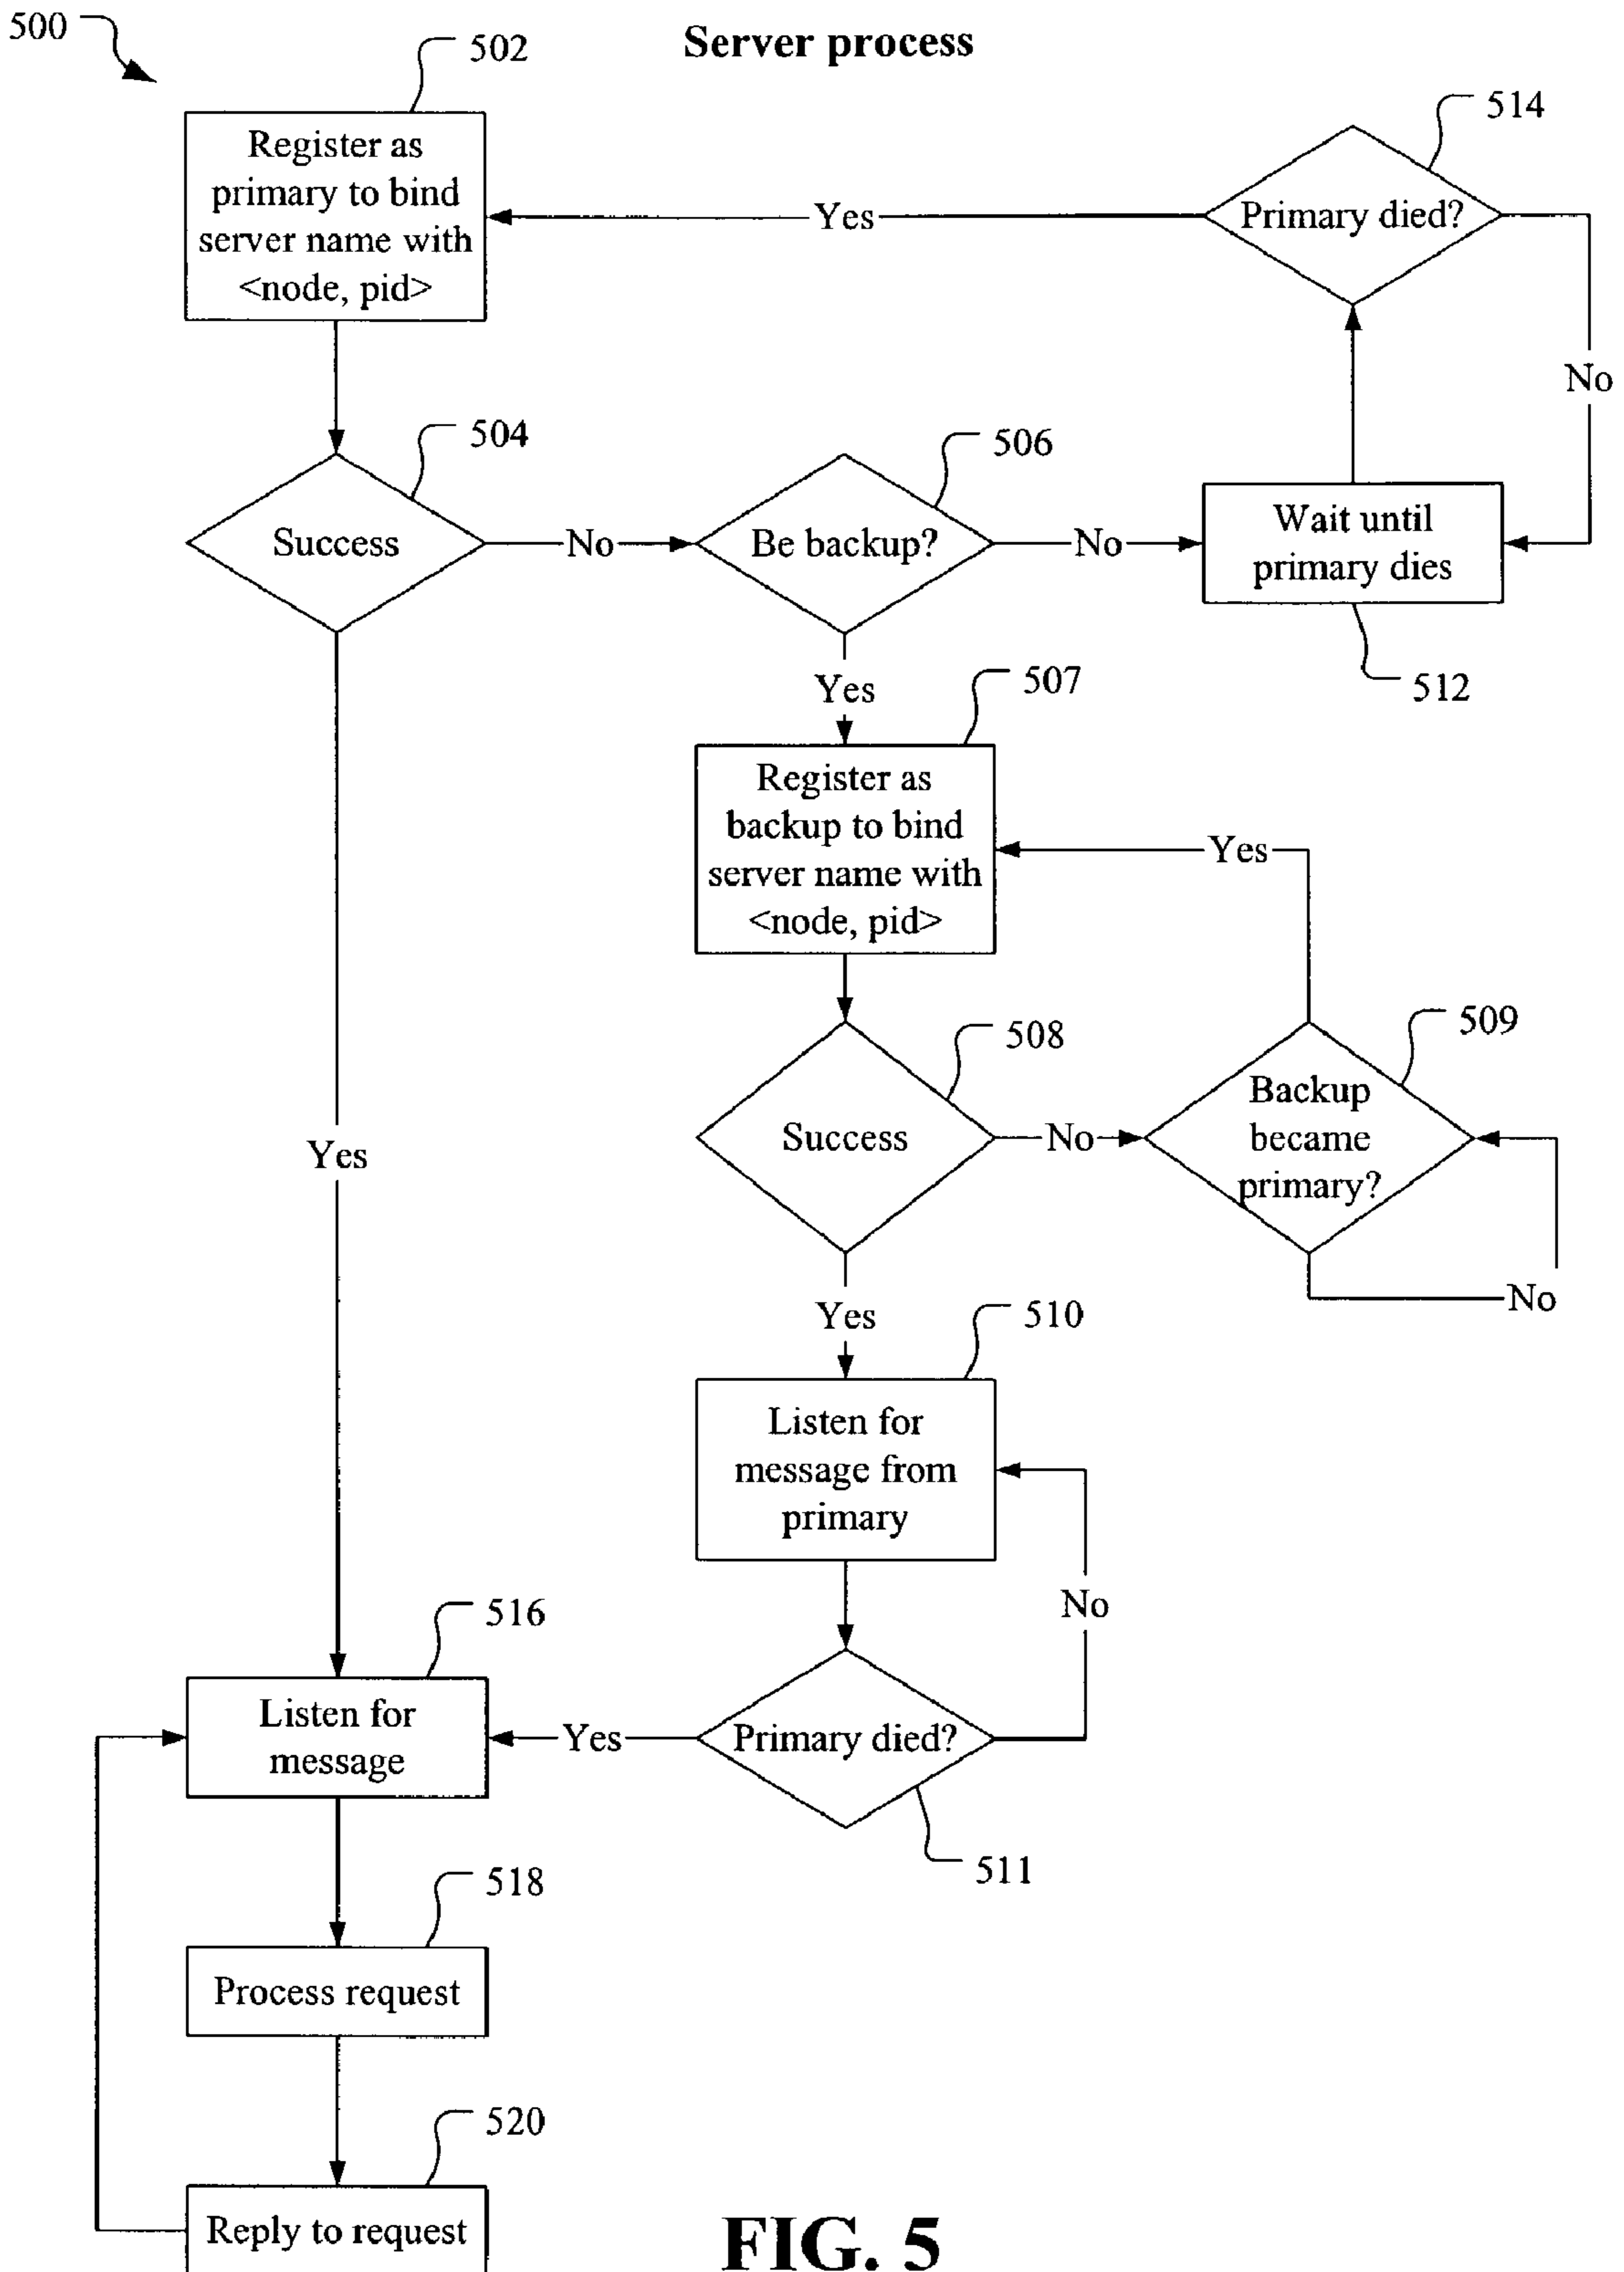 500
Server process
502
Register as
primary to bind
server name with
<node, pid>
514
Primary died?
Yes
No
504
Success
No
506
Be backup?
No
Wait until
primary dies
512
Yes
507
Register as
backup to bind
server name with
<node, pid>
Yes
508
Success
No
509
Backup
became
primary?
No
Yes
Yes
510
Listen for
message from
primary
No
516
Listen for
message
Yes
Primary died?
511
518
Process request
520
Reply to request
FIG. 5